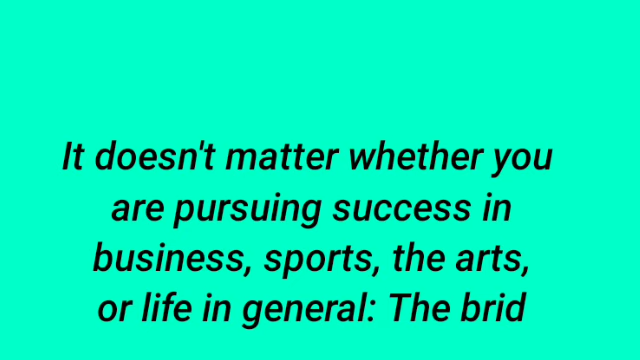 It doesn't matter whether you
are pursuing success in
business, sports, the arts,
or life in general: The brid